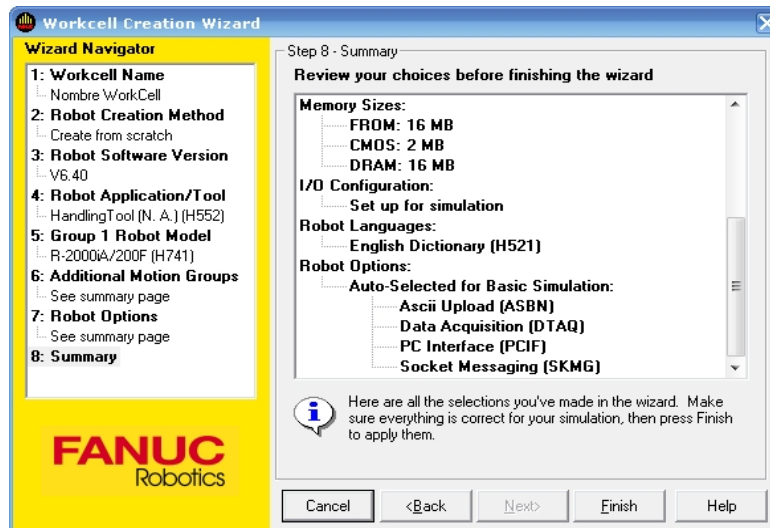 Workcell Creation Wizard
Wizard Navigator
1: Workcell Name
Nombre WorkCell
2: Robot Creation Method
Create from scratch
3: Robot Software Version
V6.40
4: Robot Application/Tool
HandlingTool (N. A.) (H552)
5: Group 1 Robot Model
R-2000iA/200F (H741)
6: Additional Motion Groups
See summary page
7: Robot Options
See summary page
8: Summary
FANUC
Robotics
Step 8 - Summary
Review your choices before finishing the wizard
Memory Sizes:
FROM: 16 MB
CMOS: 2 MB
DRAM: 16 MB
I/O Configuration:
Set up for simulation
Robot Languages:
English Dictionary (H521)
Robot Options:
Auto-Selected for Basic Simulation:
Ascii Upload (ASBN)
Data Acquisition (DTAQ)
PC Interface (PCIF)
Socket Messaging (SKMG)
Here are all the selections you've made in the wizard. Make
sure everything is correct for your simulation, then press Finish
to apply them.
Cancel <Back Next> Finish Help